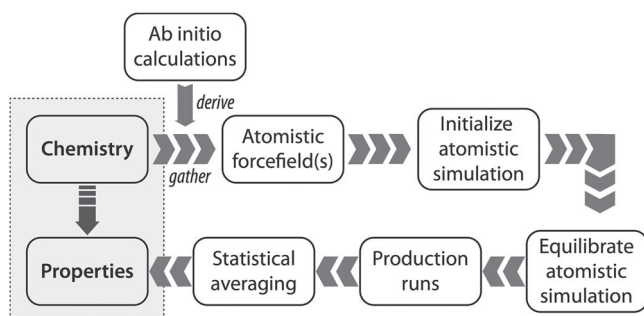 Ab initio
calculations
derive
Chemistry
gather
Atomistic
forcefield(s)
Initialize
atomistic
simulation
Properties
Statistical
averaging
Production
runs
Equilibrate
atomistic
simulation